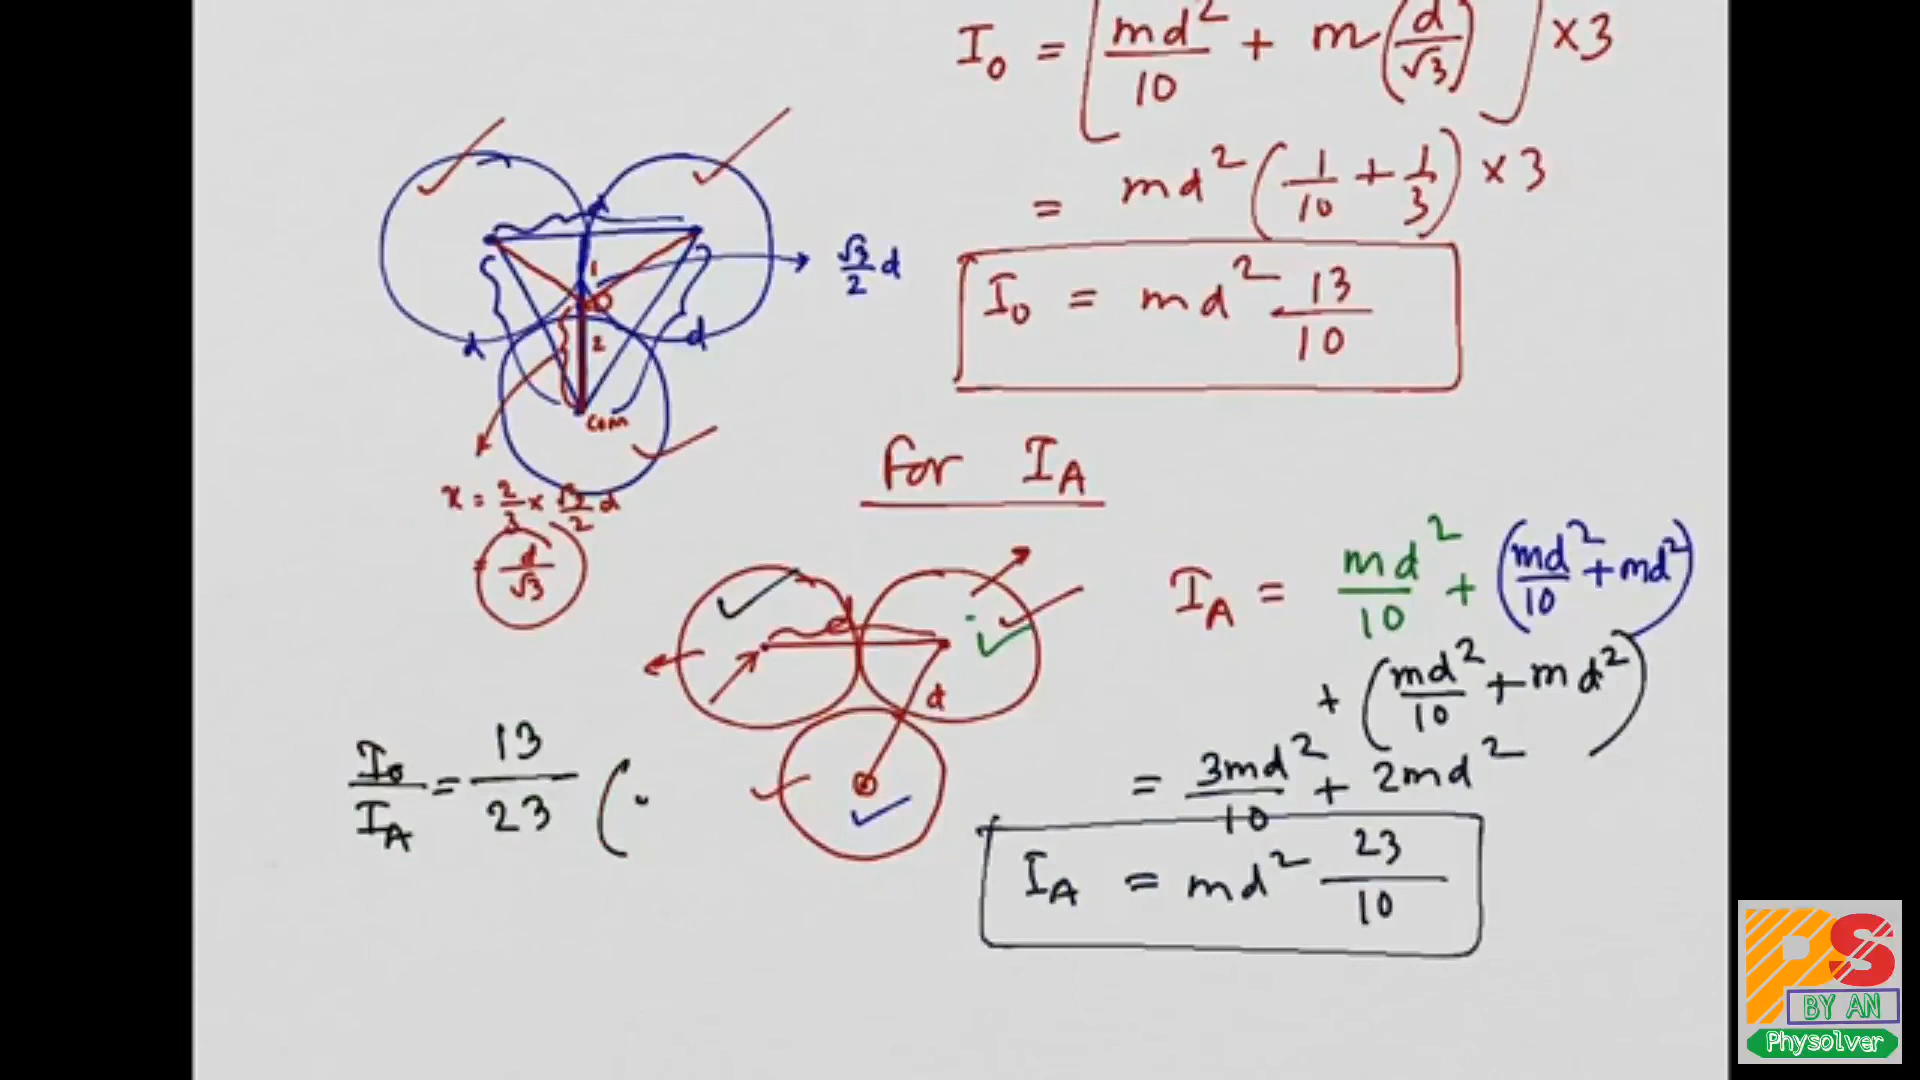 I₀ = [md²/10 + m(d/√3)] ×3
= md²(1/10 + 1/3) ×3
I₀ = md² 13/10
d
√3/2 d
1
O
2
d
d
com
x = 2/3 × √3/2 d
= d/√3
For I_A
d
d
I_A = md²/10 + (md²/10 + md²)
+ (md²/10 + md²)
= 3md²/10 + 2md²
I_A = md² 23/10
I₀/I_A = 13/23 (
PS
BY AN
Physolver